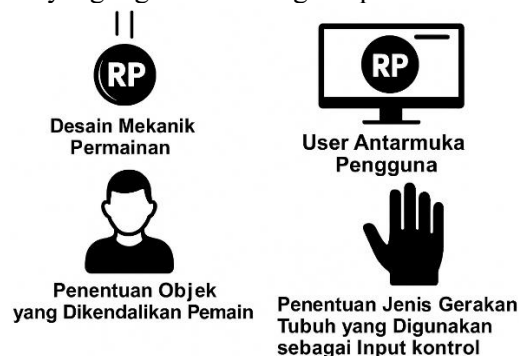 RP
Desain Mekanik
Permainan
RP
User Antarmuka
Pengguna
Penentuan Objek
yang Dikendalikan Pemain
Penentuan Jenis Gerakan
Tubuh yang Digunakan
sebagai Input kontrol